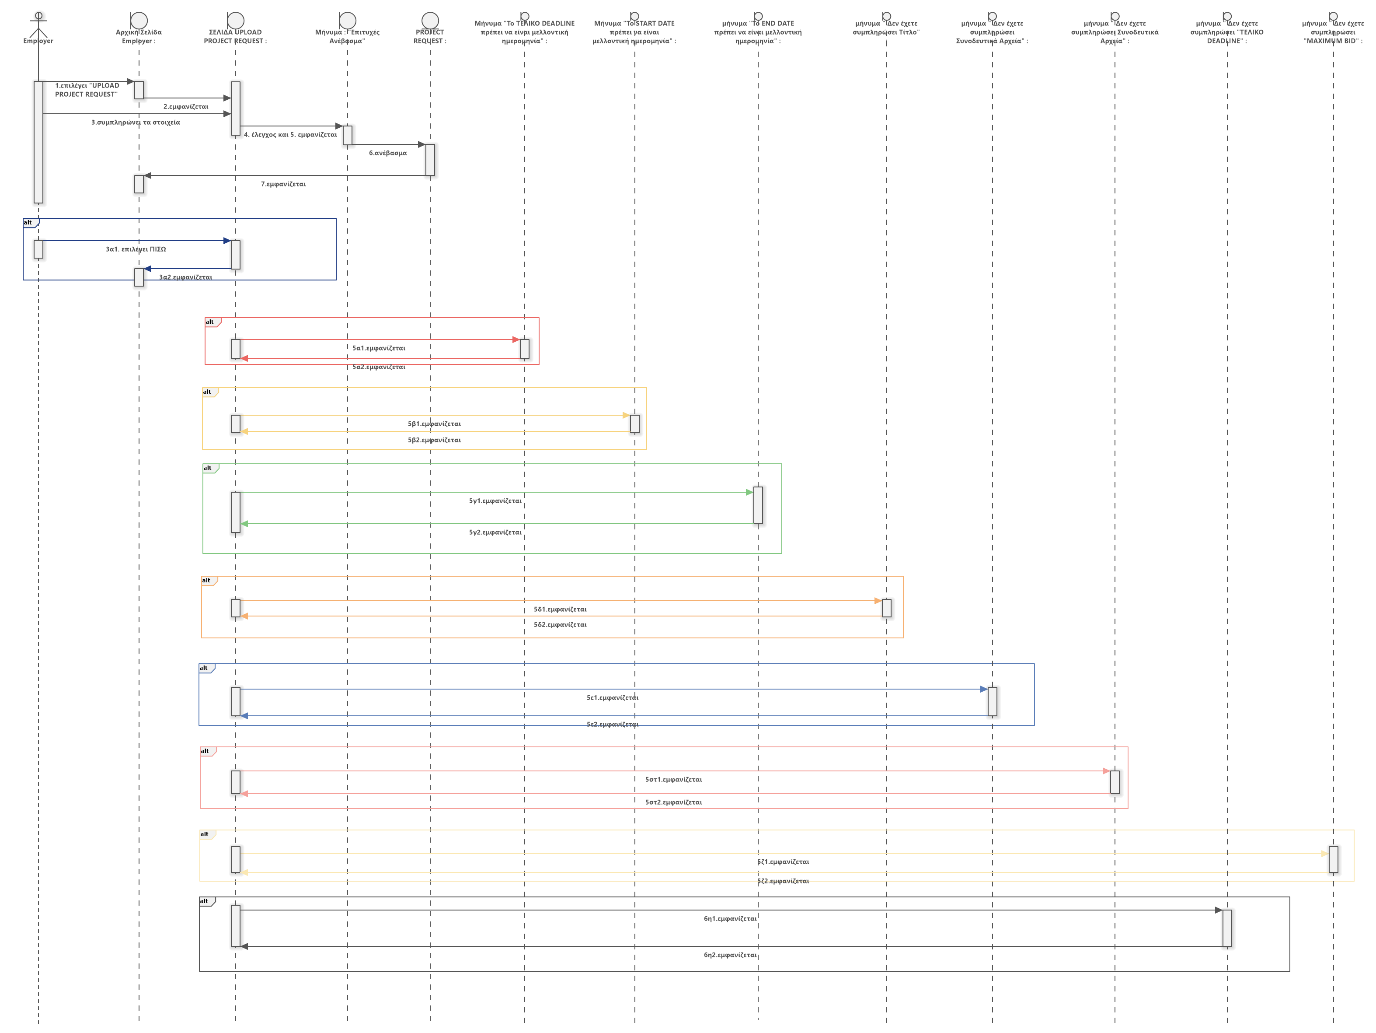 Employer
Αρχική Σελίδα
Employer :
ΣΕΛΙΔΑ UPLOAD
PROJECT REQUEST :
Μήνυμα "Επιτυχες
Ανέβασμα"
PROJECT
REQUEST :
Μήνυμα "Το ΤΕΛΙΚΟ DEADLINE
πρέπει να είναι μελλοντική
ημερομηνία" :
Μήνυμα "Το START DATE
πρέπει να είναι
μελλοντική ημερομηνία" :
μήνυμα "Το END DATE
πρέπει να είναι μελλοντική
ημερομηνία" :
μήνυμα "Δεν έχετε
συμπληρώσει Τίτλο"
μήνυμα "Δεν έχετε
συμπληρώσει
Συνοδευτικά Αρχεία" :
μήνυμα "Δεν έχετε
συμπληρώσει Συνοδευτικά
Αρχεία" :
μήνυμα "Δεν έχετε
συμπληρώσει "ΤΕΛΙΚΟ
DEADLINE" :
μήνυμα "Δεν έχετε
συμπληρώσει
"MAXIMUM BID" :
1.επιλέγει "UPLOAD
PROJECT REQUEST"
2.εμφανίζεται
3.συμπληρώνει τα στοιχεία
4. έλεγχος και 5. εμφανίζεται
6.ανέβασμα
7.εμφανίζεται
alt
3α1. επιλέγει ΠΙΣΩ
3α2.εμφανίζεται
alt
5α1.εμφανίζεται
5α2.εμφανίζεται
alt
5β1.εμφανίζεται
5β2.εμφανίζεται
alt
5γ1.εμφανίζεται
5γ2.εμφανίζεται
alt
5δ1.εμφανίζεται
5δ2.εμφανίζεται
alt
5ε1.εμφανίζεται
5ε2.εμφανίζεται
alt
5στ1.εμφανίζεται
5στ2.εμφανίζεται
alt
5ζ1.εμφανίζεται
5ζ2.εμφανίζεται
alt
6η1.εμφανίζεται
6η2.εμφανίζεται